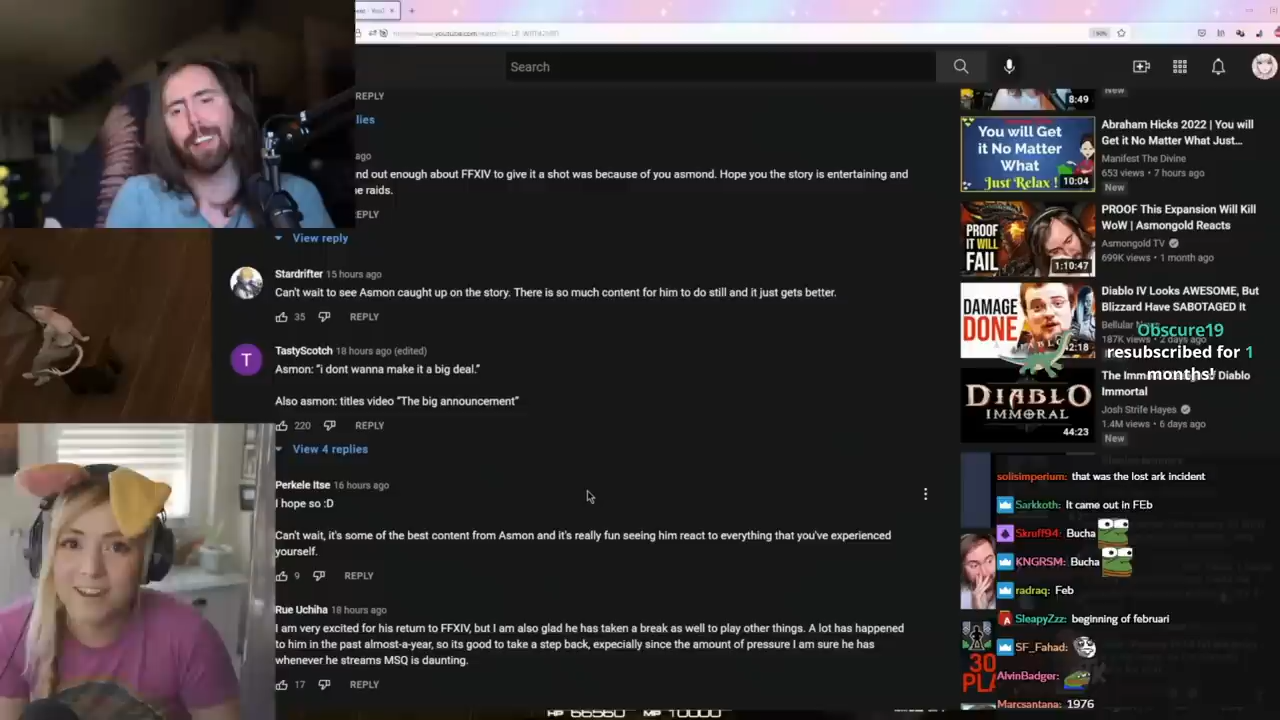 Search
REPLY
lies
ago
nd out enough about FFXIV to give it a shot was because of you asmond. Hope you the story is entertaining and
e raids.
REPLY
View reply
Stardrifter 15 hours ago
Can't wait to see Asmon caught up on the story. There is so much content for him to do still and it just gets better.
35 REPLY
T
TastyScotch 18 hours ago (edited)
Asmon: "i dont wanna make it a big deal."
Also asmon: titles video "The big announcement"
220 REPLY
View 4 replies
Perkele Itse 16 hours ago
I hope so :D
Can't wait, it's some of the best content from Asmon and it's really fun seeing him react to everything that you've experienced
yourself.
9 REPLY
Rue Uchiha 18 hours ago
I am very excited for his return to FFXIV, but I am also glad he has taken a break as well to play other things. A lot has happened
to him in the past almost-a-year, so its good to take a step back, expecially since the amount of pressure I am sure he has
whenever he streams MSQ is daunting.
17 REPLY
HP 66560 MP 10000
8:49
New
You will Get
it No Matter
What
Just Relax !
10:04
Abraham Hicks 2022 | You will
Get it No Matter What Just...
Manifest The Divine
653 views • 7 hours ago
New
PROOF
IT WILL
FAIL
1:10:47
PROOF This Expansion Will Kill
WoW | Asmongold Reacts
Asmongold TV
699K views • 1 month ago
DAMAGE
DONE
42:18
Diablo IV Looks AWESOME, But
Blizzard Have SABOTAGED It
Bellular
187K views • 2 days ago
Obscure19
resubscribed for 1
months!
DIABLO
IMMORAL
44:23
The Diablo
Immortal
Josh Strife Hayes
1.4M views • 6 days ago
New
solisimperium: that was the lost ark incident
Sarkkoth: It came out in FEb
Skruff94: Bucha
KNGRSM: Bucha
radraq: Feb
SleapyZzz: beginning of februari
SF_Fahad:
AlvinBadger:
Marcsantana: 1976
30
PL